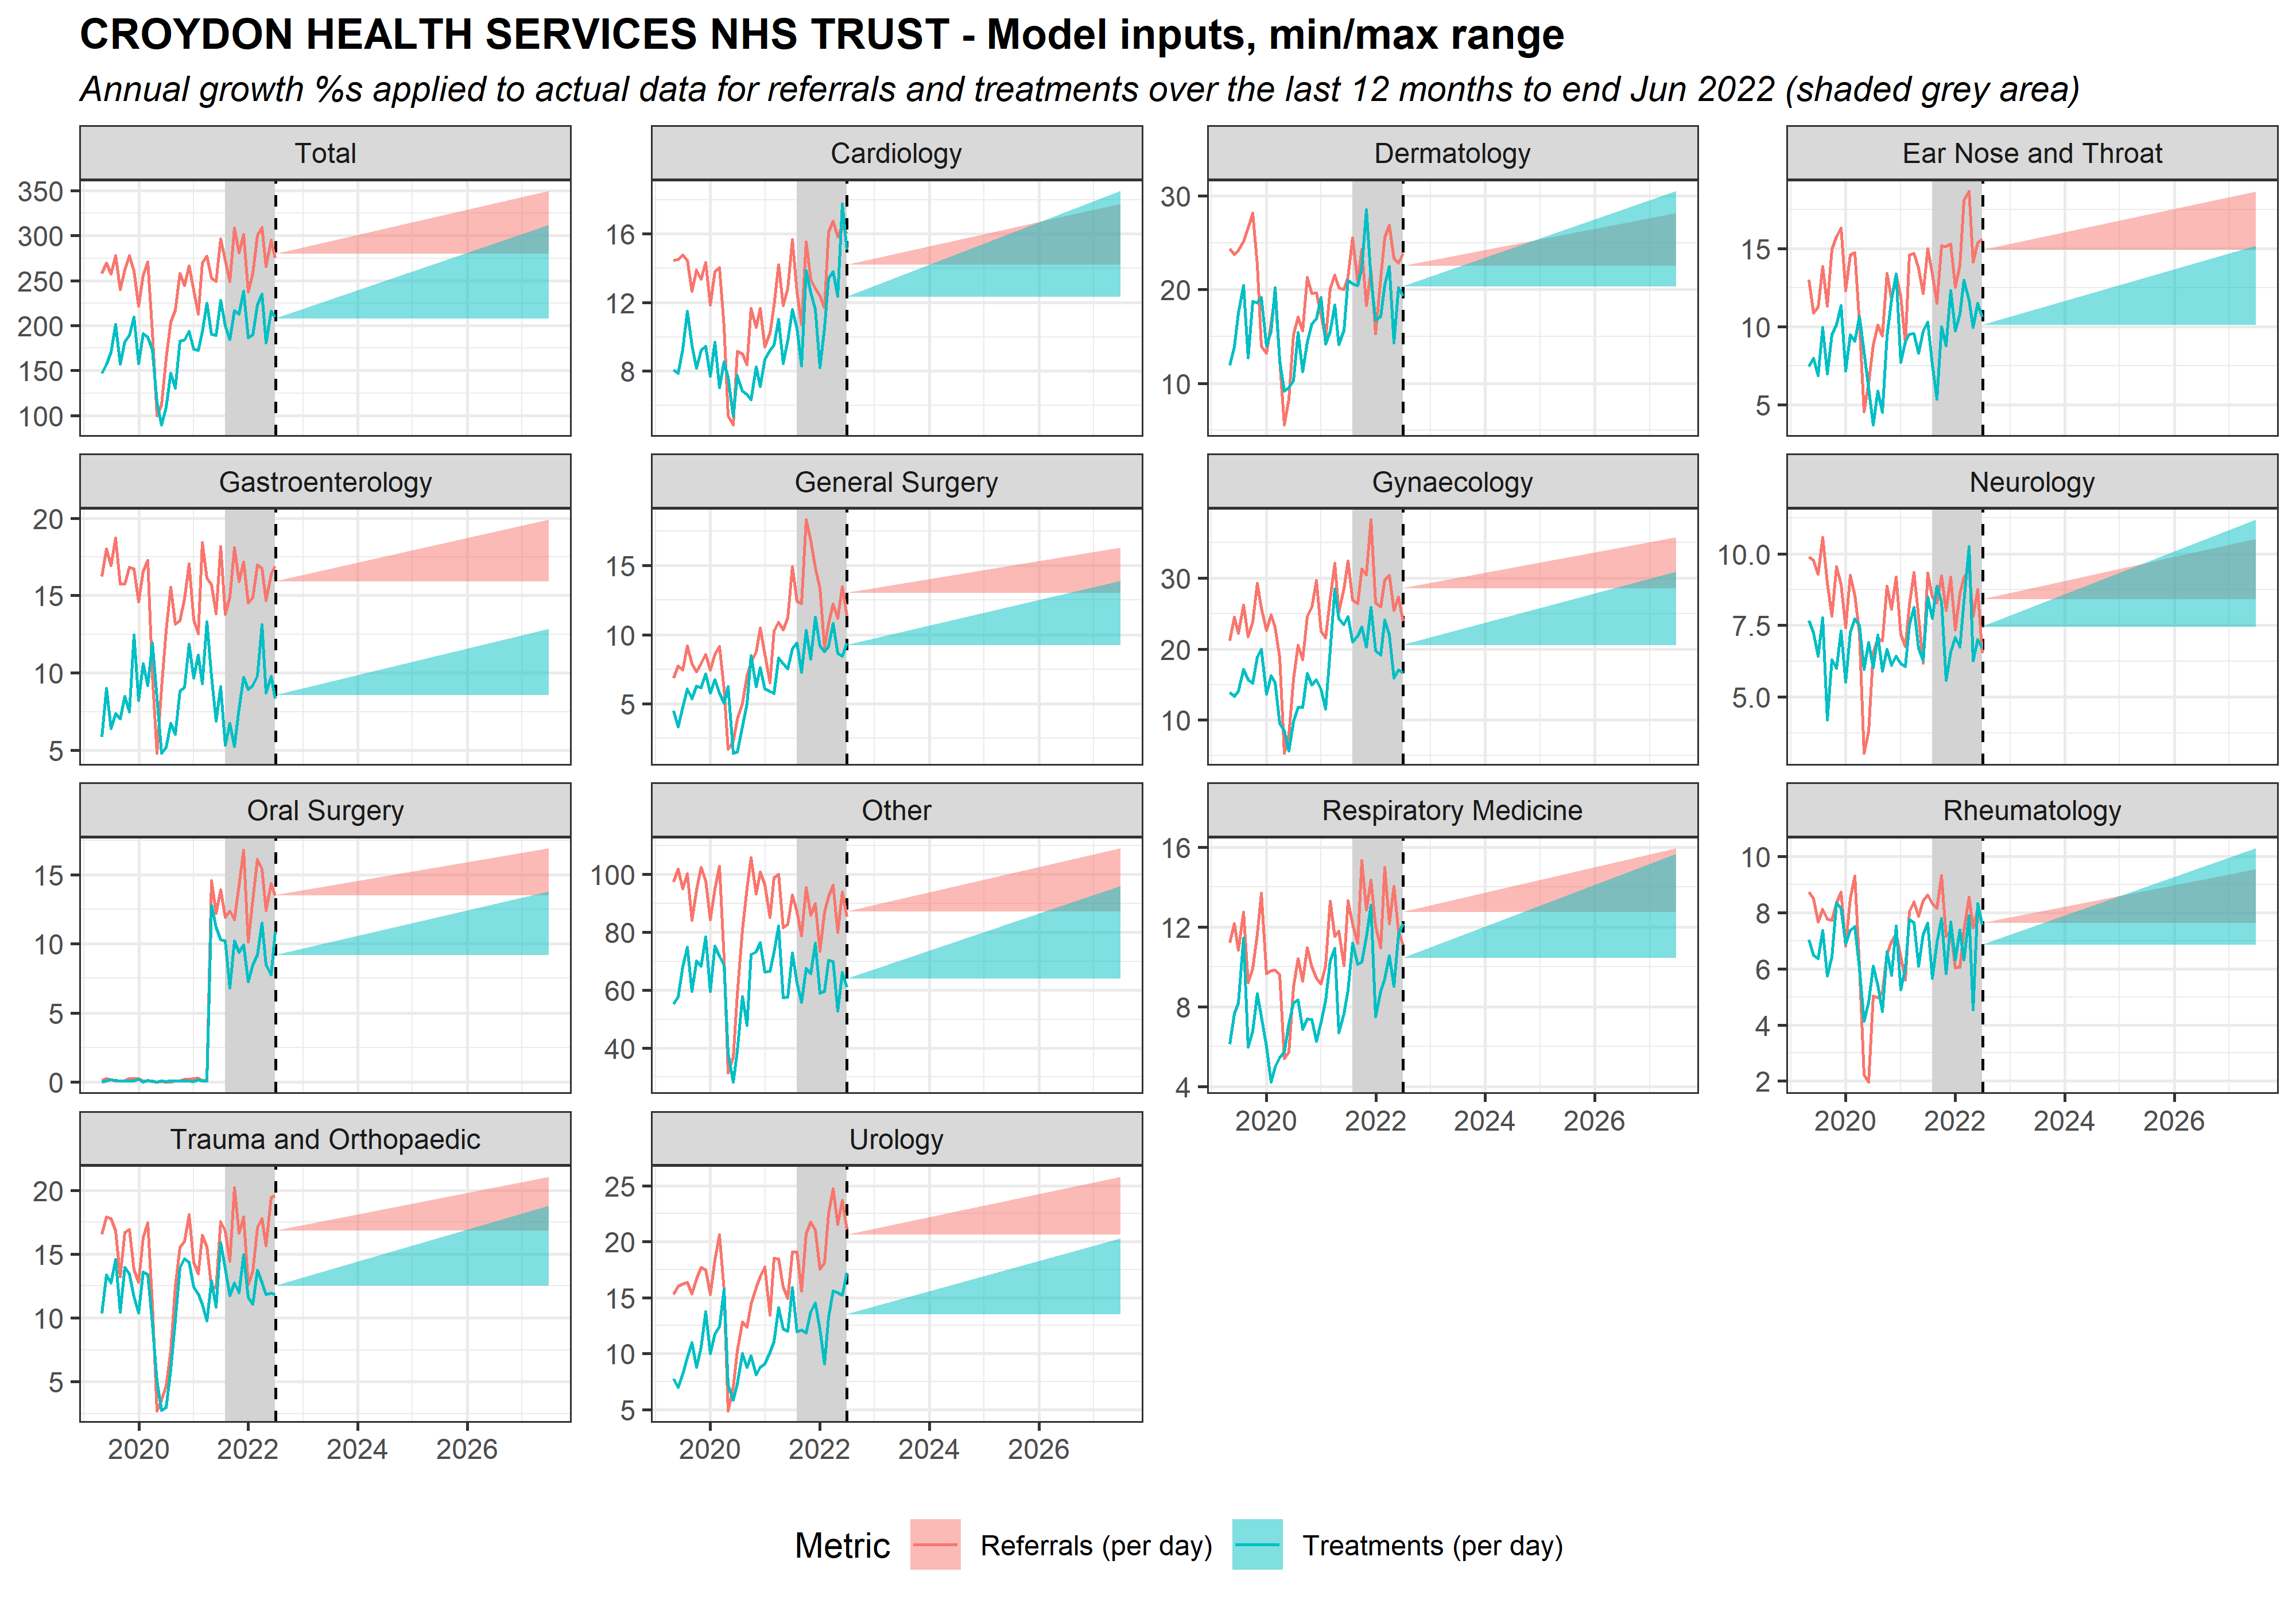 CROYDON HEALTH SERVICES NHS TRUST - Model inputs, min/max range
Annual growth %s applied to actual data for referrals and treatments over the last 12 months to end Jun 2022 (shaded grey area)
Total
350
300
250
200
150
100
Cardiology
16
12
8
Dermatology
30
20
10
Ear Nose and Throat
15
10
5
Gastroenterology
20
15
10
5
General Surgery
15
10
5
Gynaecology
30
20
10
Neurology
10.0
7.5
5.0
Oral Surgery
15
10
5
0
Other
100
80
60
40
Respiratory Medicine
16
12
8
4
2020 2022 2024 2026
Rheumatology
10
8
6
4
2
2020 2022 2024 2026
Trauma and Orthopaedic
20
15
10
5
2020 2022 2024 2026
Urology
25
20
15
10
5
2020 2022 2024 2026
Metric Referrals (per day) Treatments (per day)